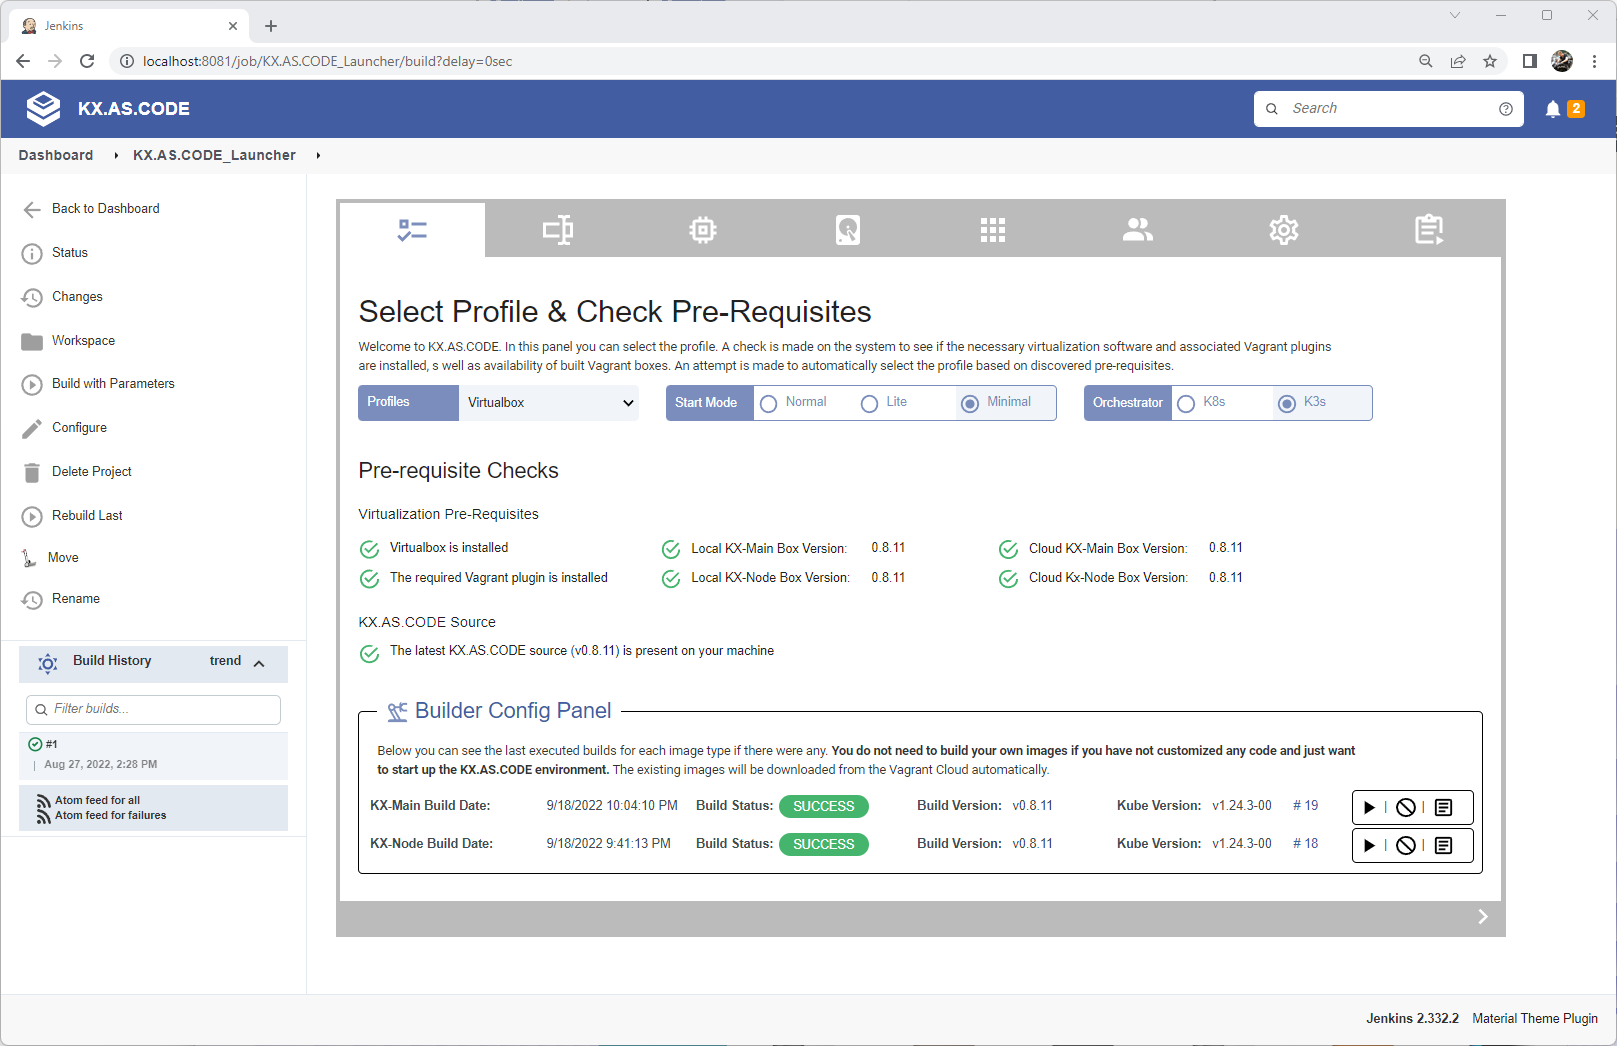 Jenkins
localhost:8081/job/KX.AS.CODE_Launcher/build?delay=0sec
KX.AS.CODE
Search
2
Dashboard
KX.AS.CODE_Launcher
Back to Dashboard
Status
Changes
Workspace
Build with Parameters
Configure
Delete Project
Rebuild Last
Move
Rename
Build History trend
Filter builds...
#1
Aug 27, 2022, 2:28 PM
Atom feed for all
Atom feed for failures
Select Profile & Check Pre-Requisites
Welcome to KX.AS.CODE. In this panel you can select the profile. A check is made on the system to see if the necessary virtualization software and associated Vagrant plugins
are installed, s well as availability of built Vagrant boxes. An attempt is made to automatically select the profile based on discovered pre-requisites.
Profiles Virtualbox Start Mode Normal Lite Minimal Orchestrator K8s K3s
Pre-requisite Checks
Virtualization Pre-Requisites
Virtualbox is installed Local KX-Main Box Version: 0.8.11 Cloud KX-Main Box Version: 0.8.11
The required Vagrant plugin is installed Local KX-Node Box Version: 0.8.11 Cloud Kx-Node Box Version: 0.8.11
KX.AS.CODE Source
The latest KX.AS.CODE source (v0.8.11) is present on your machine
Builder Config Panel
Below you can see the last executed builds for each image type if there were any. You do not need to build your own images if you have not customized any code and just want
to start up the KX.AS.CODE environment. The existing images will be downloaded from the Vagrant Cloud automatically.
KX-Main Build Date: 9/18/2022 10:04:10 PM Build Status: SUCCESS Build Version: v0.8.11 Kube Version: v1.24.3-00 # 19
KX-Node Build Date: 9/18/2022 9:41:13 PM Build Status: SUCCESS Build Version: v0.8.11 Kube Version: v1.24.3-00 # 18
Jenkins 2.332.2 Material Theme Plugin